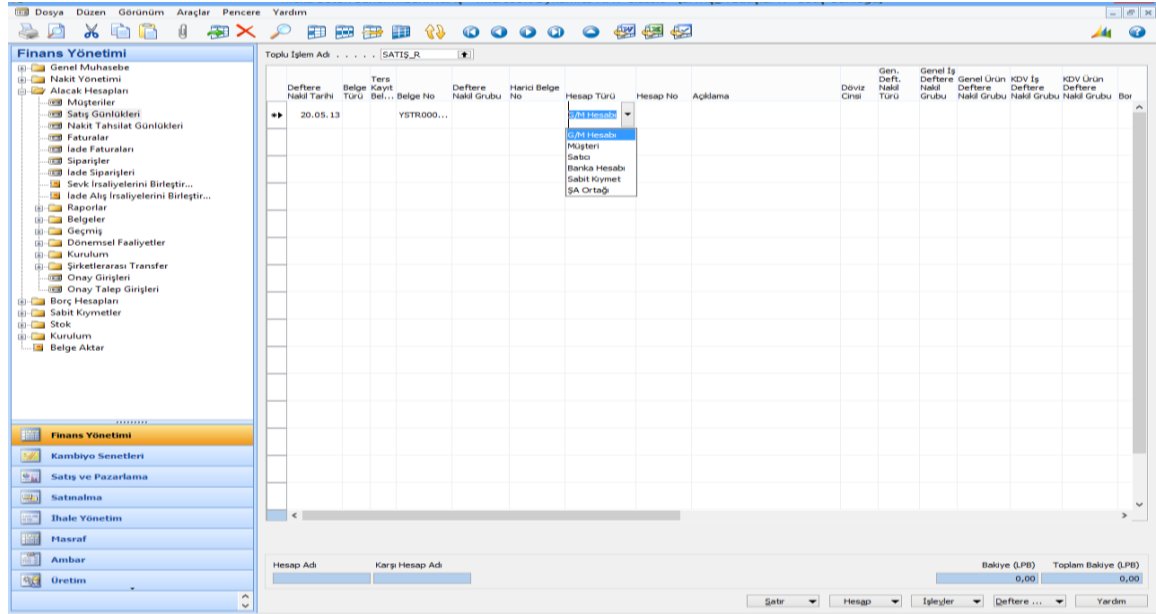 Dosya Düzen Görünüm Araçlar Pencere Yardım
Finans Yönetimi
Genel Muhasebe
Nakit Yönetimi
Alacak Hesapları
Müşteriler
Satış Günlükleri
Nakit Tahsilat Günlükleri
Faturalar
İade Faturaları
Siparişler
İade Siparişleri
Sevk İrsaliyelerini Birleştir...
İade Alış İrsaliyelerini Birleştir...
Raporlar
Belgeler
Geçmiş
Dönemsel Faaliyetler
Kurulum
Şirketlerarası Transfer
Onay Girişleri
Onay Talep Girişleri
Borç Hesapları
Sabit Kıymetler
Stok
Kurulum
Belge Aktar
Finans Yönetimi
Kambiyo Senetleri
Satış ve Pazarlama
Satınalma
İhale Yönetim
Masraf
Ambar
Üretim
Toplu İşlem Adı . . . . . SATIŞ_R
Deftere Nakil Tarihi
Belge Türü
Ters Kayıt Bel...
Belge No
Deftere Nakil Grubu
Harici Belge No
Hesap Türü
Hesap No
Açıklama
Döviz Cinsi
Gen. Deft. Nakil Türü
Genel İş Deftere Nakil Grubu
Genel Ürün Deftere Nakil Grubu
KDV İş Deftere Nakil Grubu
KDV Ürün Deftere Nakil Grubu
Bor
20.05.13 YSTR000... G/M Hesabı
G/M Hesabı
Müşteri
Satıcı
Banka Hesabı
Sabit Kıymet
ŞA Ortağı
Hesap Adı Karşı Hesap Adı Bakiye (LPB) Toplam Bakiye (LPB)
0,00 0,00
Satır Hesap İşlevler Deftere ... Yardım